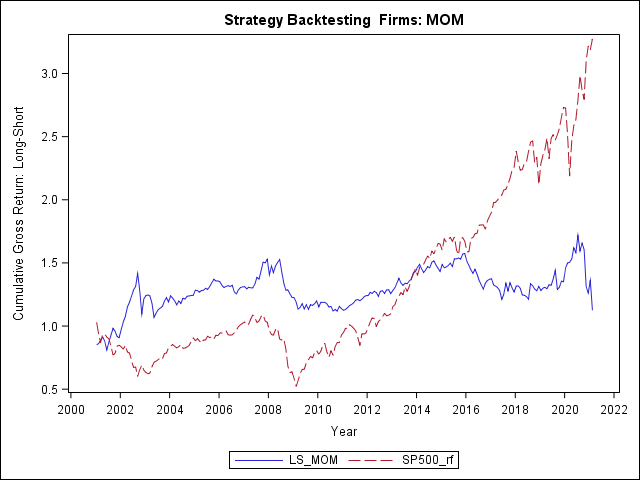 Strategy Backtesting  Firms: MOM
Cumulative Gross Return: Long-Short
3.0
2.5
2.0
1.5
1.0
0.5
2000 2002 2004 2006 2008 2010 2012 2014 2016 2018 2020 2022
Year
LS_MOM SP500_rf